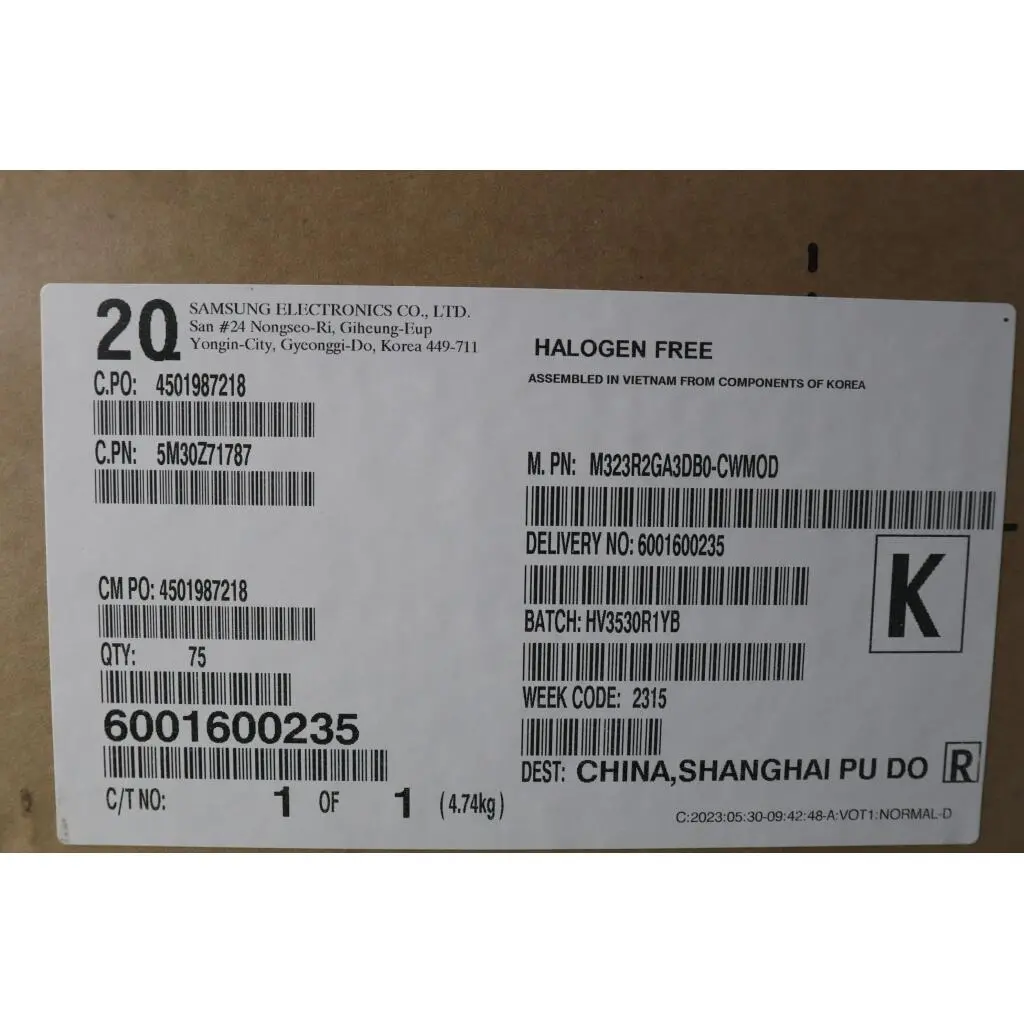 2Q
SAMSUNG ELECTRONICS CO., LTD.
San #24 Nongseo-Ri, Giheung-Eup
Yongin-City, Gyeonggi-Do, Korea 449-711
C.PO: 4501987218
C.PN: 5M30Z71787
CM PO: 4501987218
QTY: 75
6001600235
C/T NO: 1 OF 1 (4.74kg)
HALOGEN FREE
ASSEMBLED IN VIETNAM FROM COMPONENTS OF KOREA
M. PN: M323R2GA3DB0-CWMOD
DELIVERY NO: 6001600235
K
BATCH: HV3530R1YB
WEEK CODE: 2315
DEST: CHINA,SHANGHAI PU DO R
C:2023:05:30-09:42:48-A:VOT1:NORMAL-D